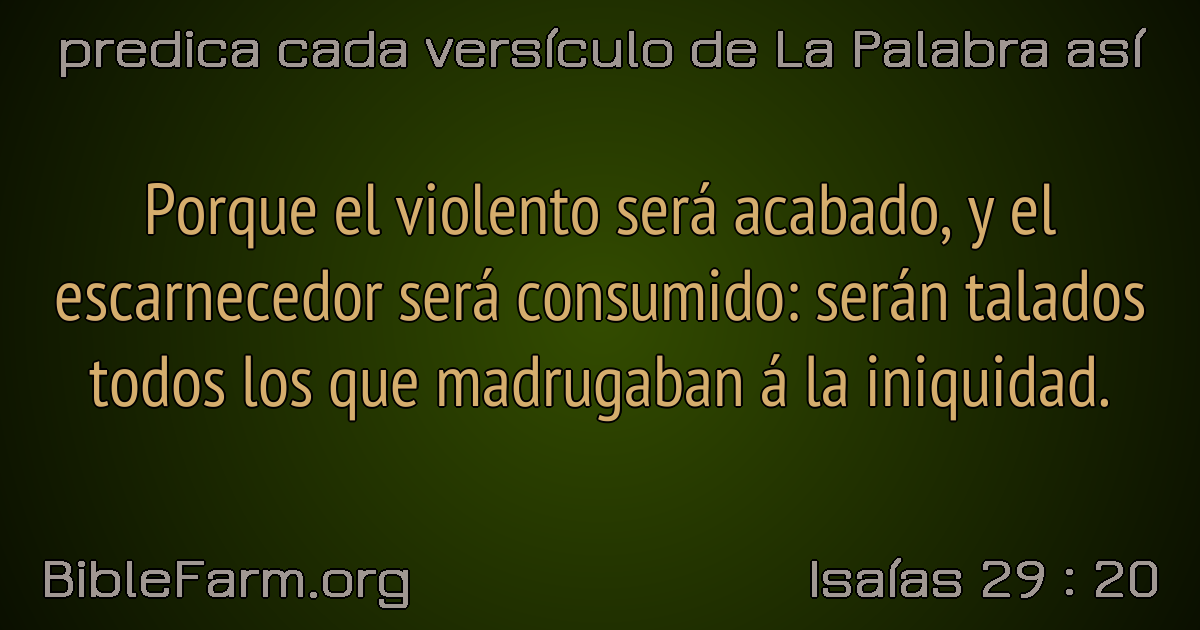 predica cada versículo de La Palabra así
Porque el violento será acabado, y el
escarnecedor será consumido: serán talados
todos los que madrugaban á la iniquidad.
BibleFarm.org
Isaías 29 : 20